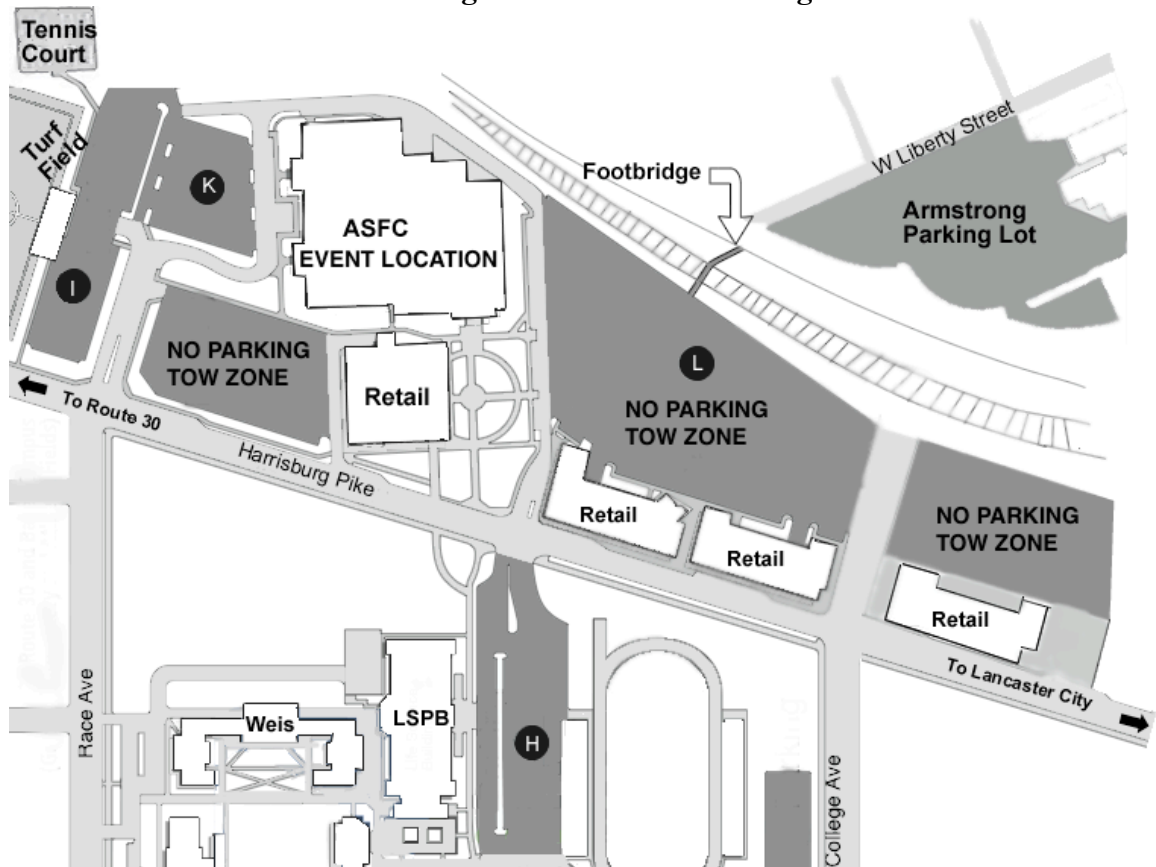 Tennis
Court
Turf
Field
K
I
ASFC
EVENT LOCATION
Footbridge
W Liberty Street
Armstrong
Parking Lot
NO PARKING
TOW ZONE
Retail
L
NO PARKING
TOW ZONE
To Route 30
Harrisburg Pike
Retail
Retail
NO PARKING
TOW ZONE
Retail
To Lancaster City
Race Ave
Weis
LSPB
H
College Ave